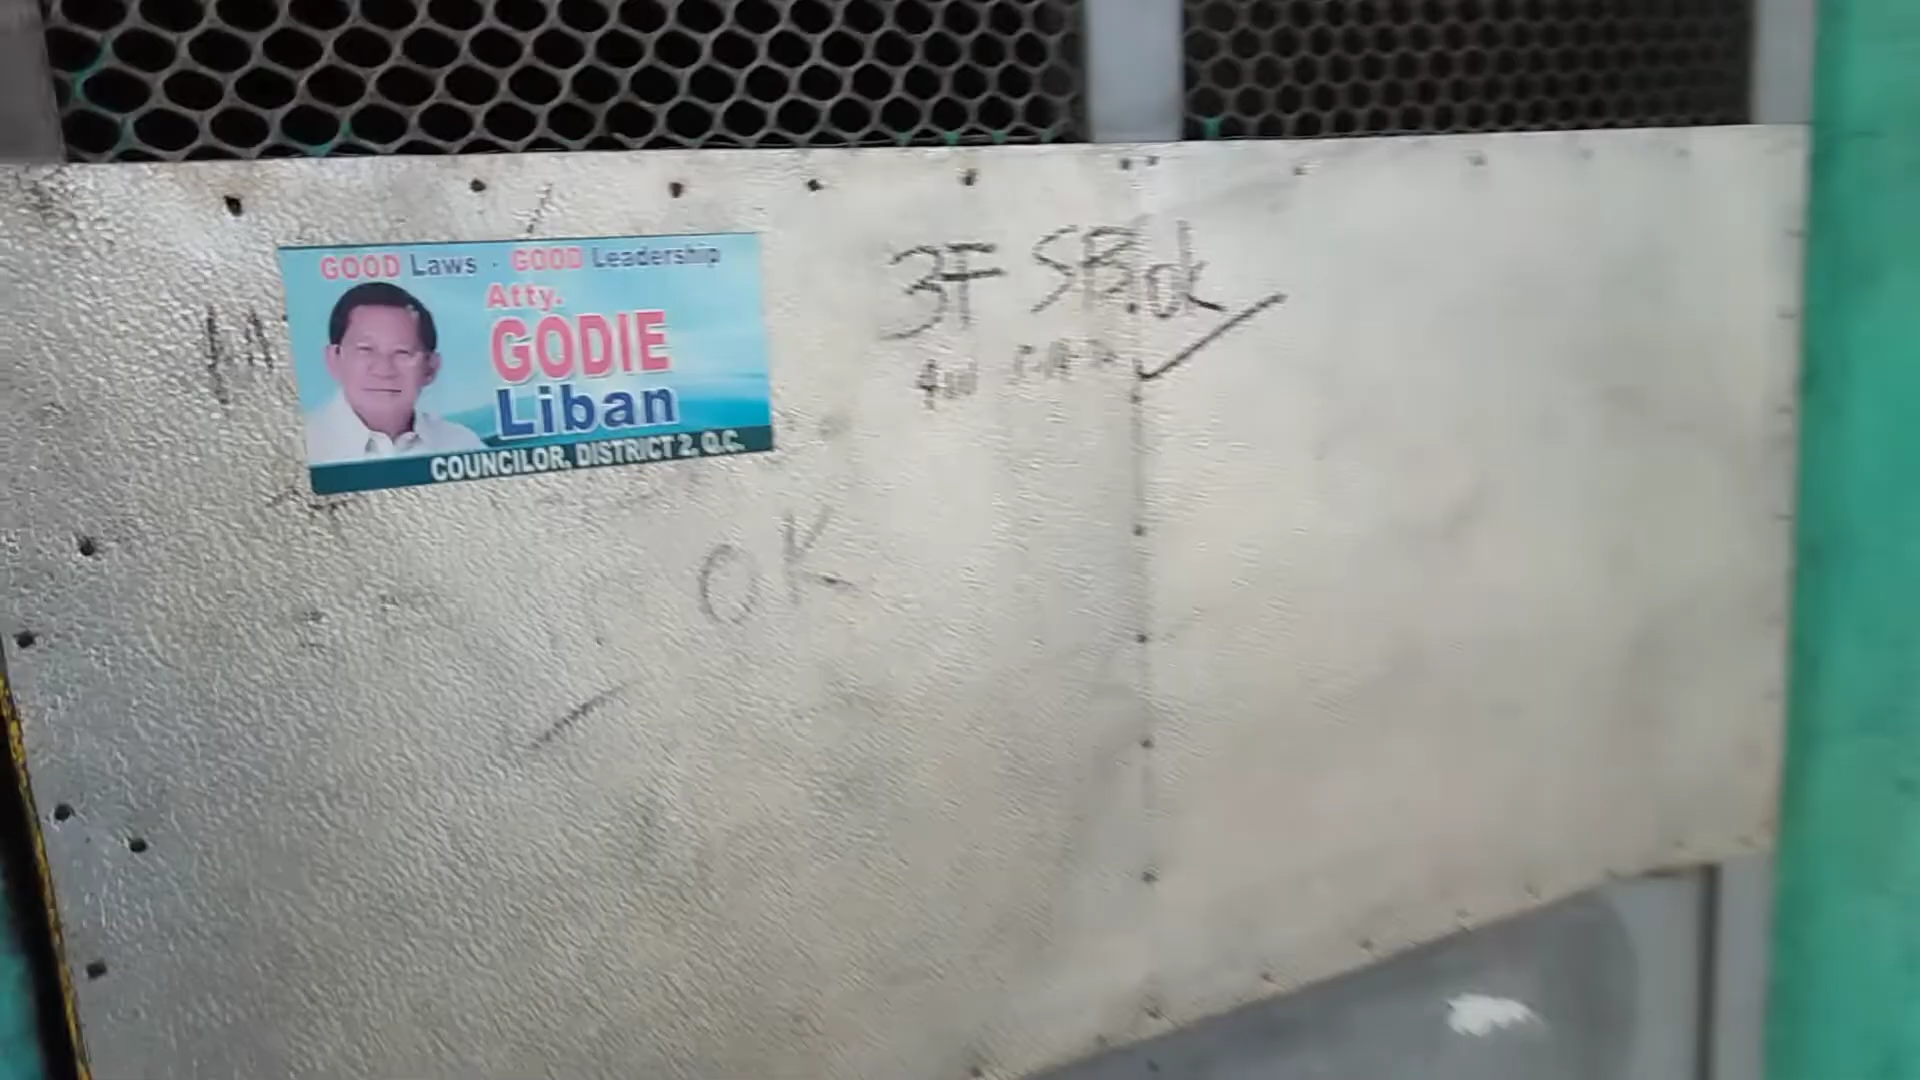 GOOD Laws · GOOD Leadership
Atty.
GODIE
Liban
COUNCILOR, DISTRICT 2, Q.C.
3F SB.ok
OK